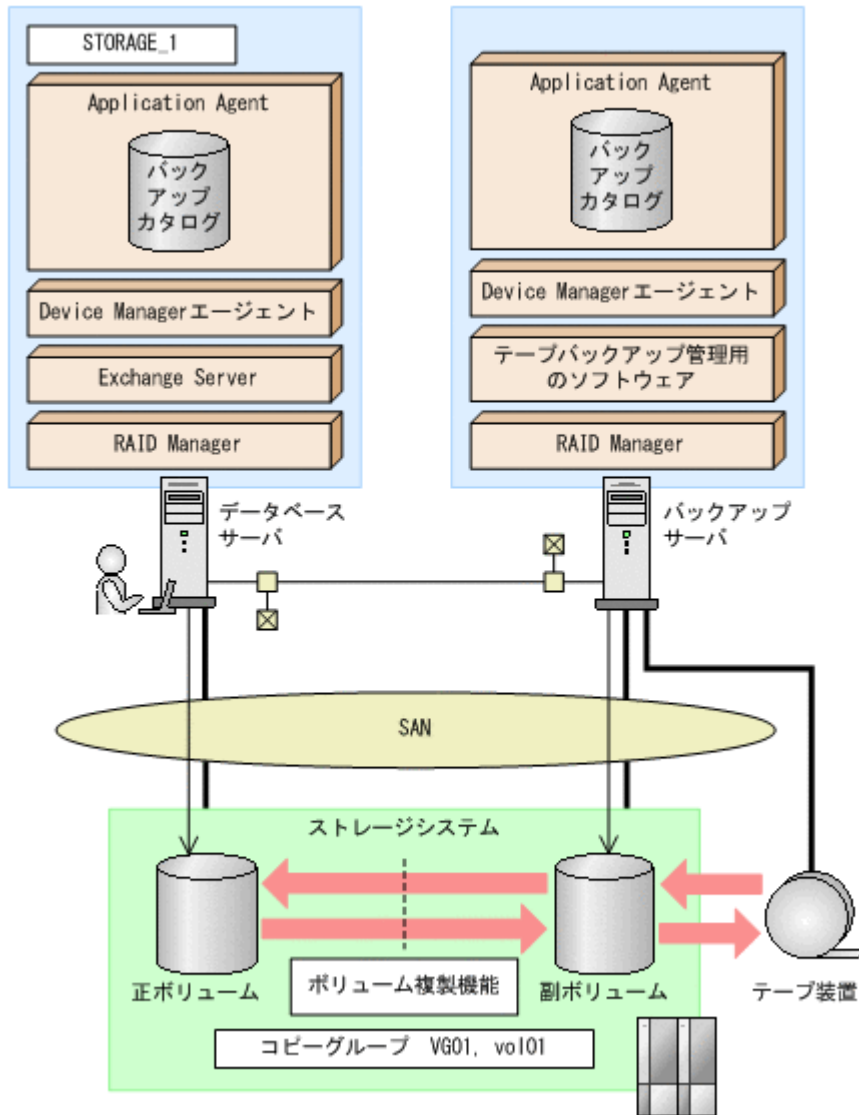 STORAGE_1
Application Agent
バック
アップ
カタログ
Device Managerエージェント
Exchange Server
RAID Manager
データベース
サーバ
Application Agent
バック
アップ
カタログ
Device Managerエージェント
テープバックアップ管理用
のソフトウェア
RAID Manager
バックアップ
サーバ
SAN
ストレージシステム
正ボリューム
ボリューム複製機能
副ボリューム
テープ装置
コピーグループ VG01, vol01